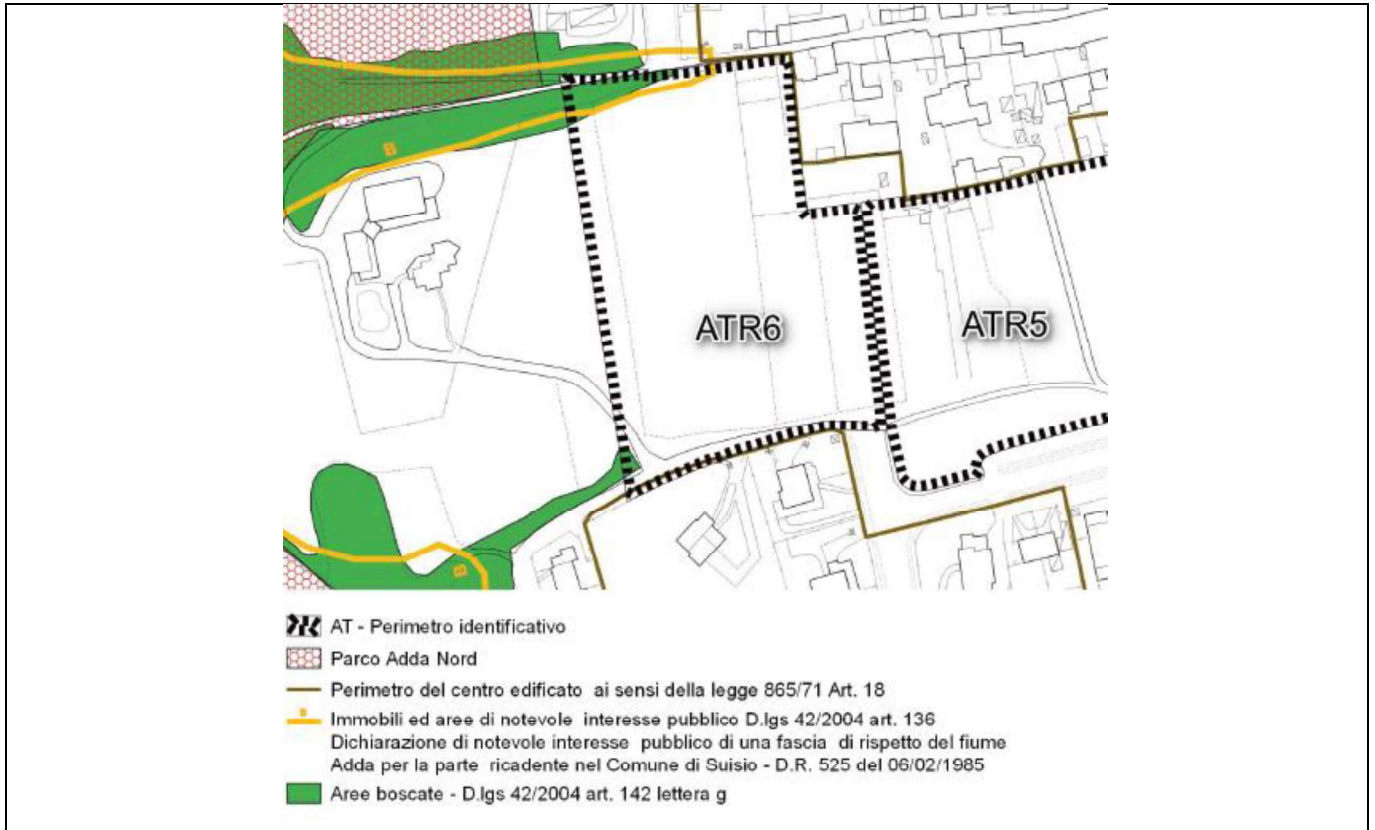 B
ATR6
ATR5
B
AT - Perimetro identificativo
Parco Adda Nord
Perimetro del centro edificato ai sensi della legge 865/71 Art. 18
B Immobili ed aree di notevole interesse pubblico D.lgs 42/2004 art. 136
Dichiarazione di notevole interesse pubblico di una fascia di rispetto del fiume
Adda per la parte ricadente nel Comune di Suisio - D.R. 525 del 06/02/1985
Aree boscate - D.lgs 42/2004 art. 142 lettera g